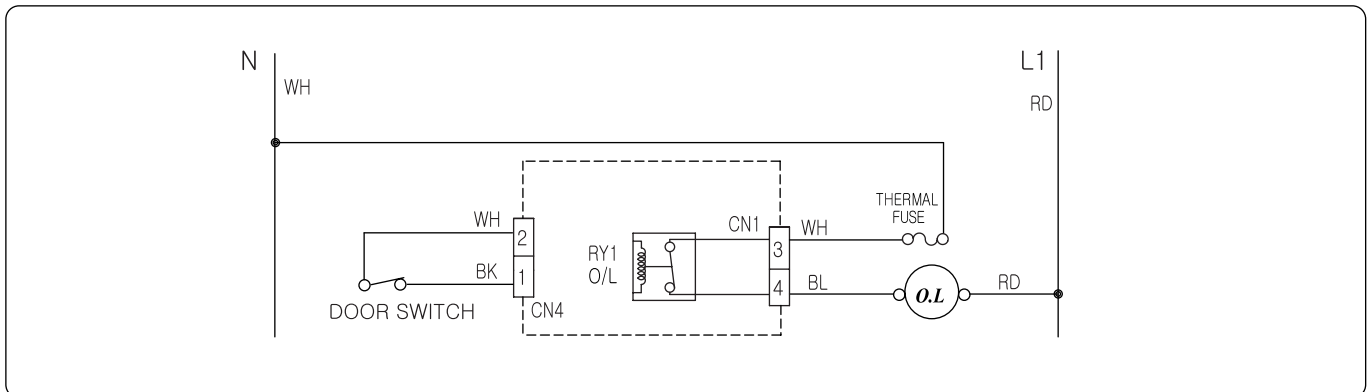 N
L1
WH
RD
THERMAL
FUSE
WH
CN1
WH
2
3
RY1
O/L
BK
1
4
BL
O.L
RD
DOOR SWITCH
CN4